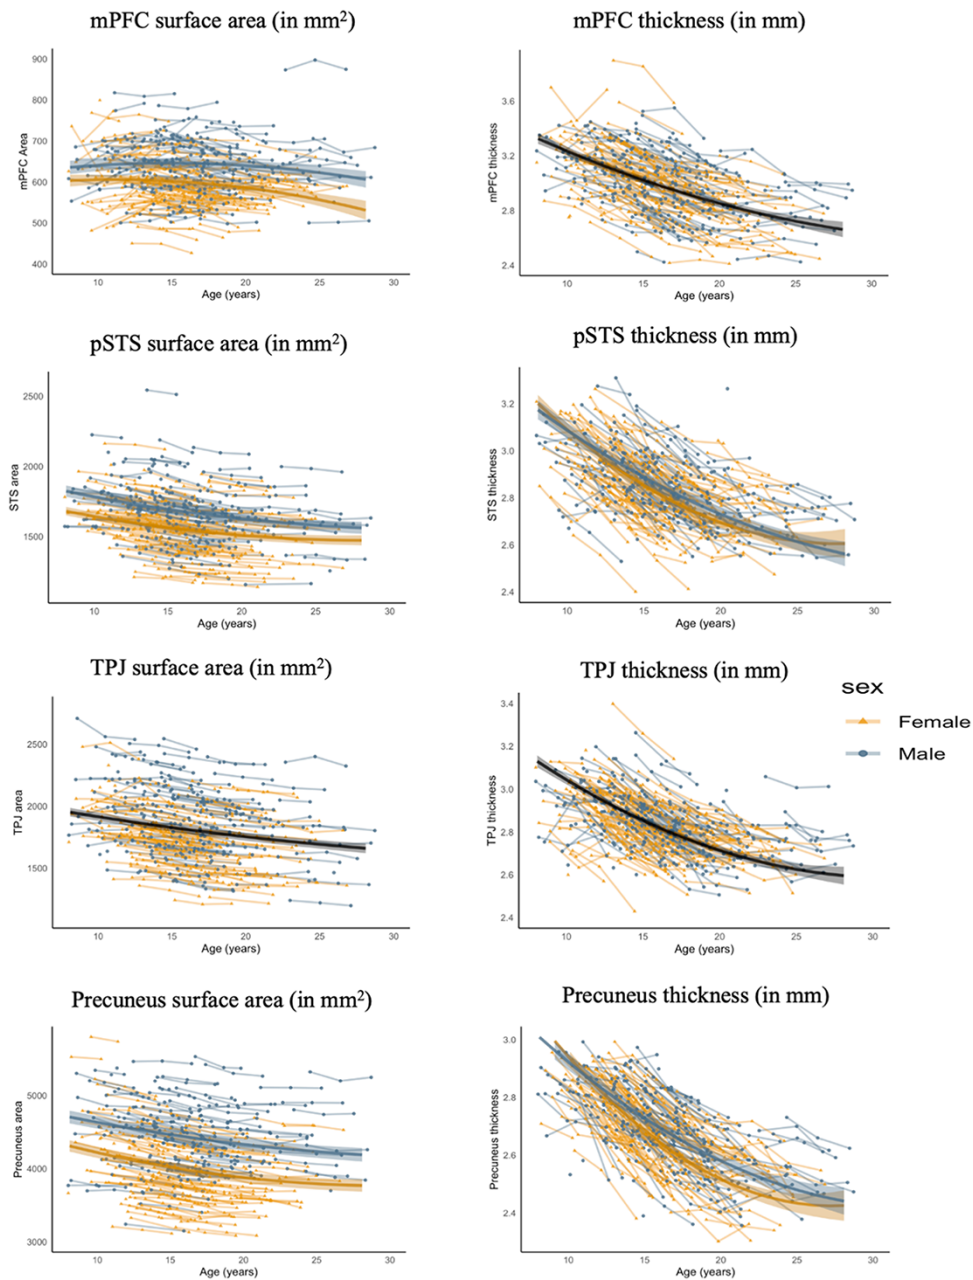 mPFC surface area (in mm2)
mPFC thickness (in mm)
900
800
700
600
500
400
mPFC Area
10
15
20
25
30
Age (years)
3.6
3.2
2.8
2.4
mPFC thickness
10
15
20
25
30
Age (years)
pSTS surface area (in mm2)
pSTS thickness (in mm)
2500
2000
1500
STS area
10
15
20
25
30
Age (years)
3.2
3.0
2.8
2.6
2.4
STS thickness
10
15
20
25
30
Age (years)
TPJ surface area (in mm2)
TPJ thickness (in mm)
2500
2000
1500
TPJ area
10
15
20
25
30
Age (years)
3.4
3.2
3.0
2.8
2.6
2.4
TPJ thickness
10
15
20
25
30
Age (years)
sex
Female
Male
Precuneus surface area (in mm2)
Precuneus thickness (in mm)
5000
4000
3000
Precuneus area
10
15
20
25
30
Age (years)
3.0
2.8
2.6
2.4
Precuneus thickness
10
15
20
25
30
Age (years)